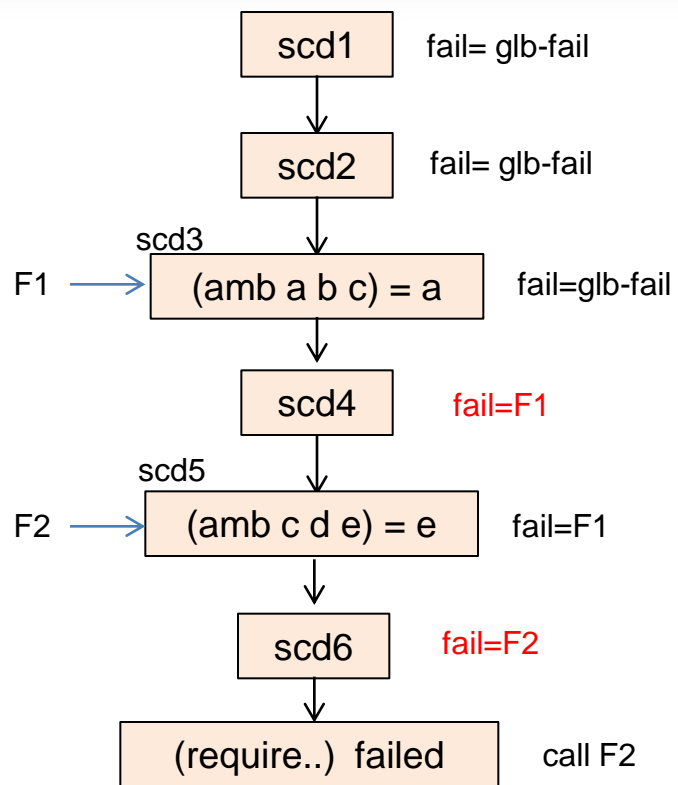 scd1 fail= glb-fail
scd2 fail= glb-fail
scd3
F1 (amb a b c) = a fail=glb-fail
scd4 fail=F1
scd5
F2 (amb c d e) = e fail=F1
scd6 fail=F2
(require..) failed call F2